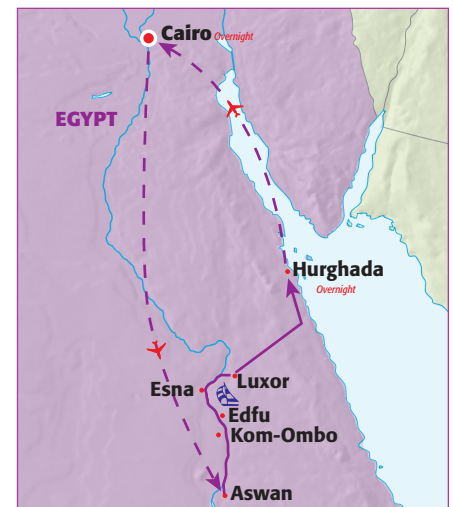 Cairo Overnight
EGYPT
Hurghada
Overnight
Luxor
Esna
Edfu
Kom-Ombo
Aswan